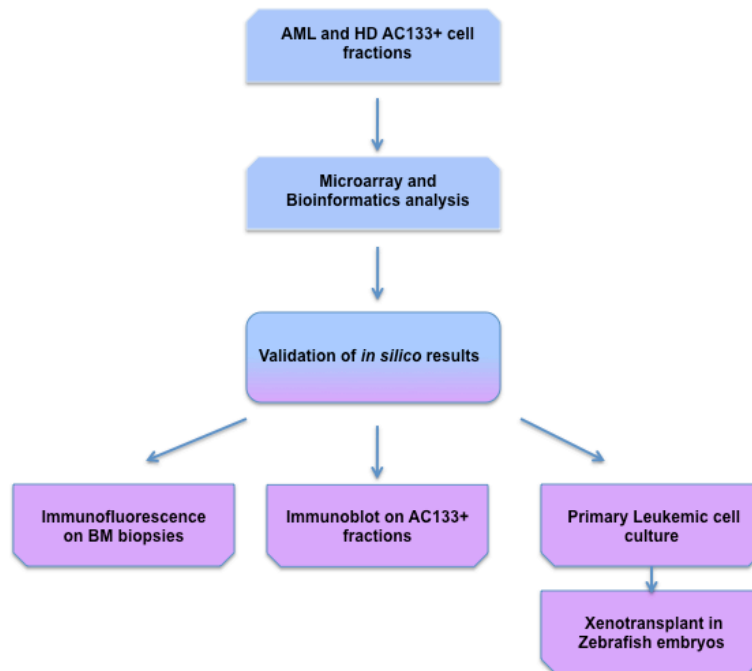 AML and HD AC133+ cell
fractions
Microarray and
Bioinformatics analysis
Validation of in silico results
Immunofluorescence
on BM biopsies
Immunoblot on AC133+
fractions
Primary Leukemic cell
culture
Xenotransplant in
Zebrafish embryos